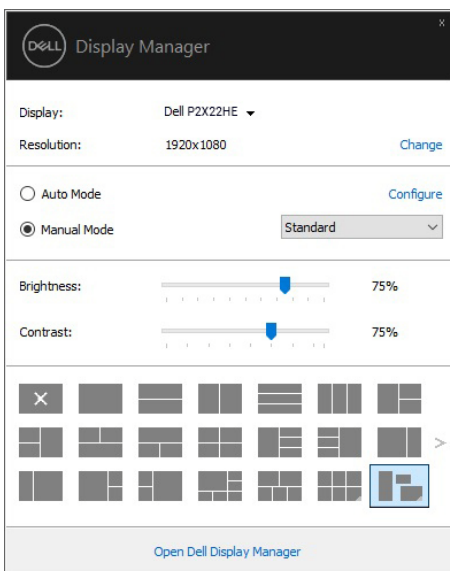 x
DELL Display Manager
Display: Dell P2X22HE
Resolution: 1920x1080 Change
Auto Mode Configure
Manual Mode Standard
Brightness: 75%
Contrast: 75%
Open Dell Display Manager